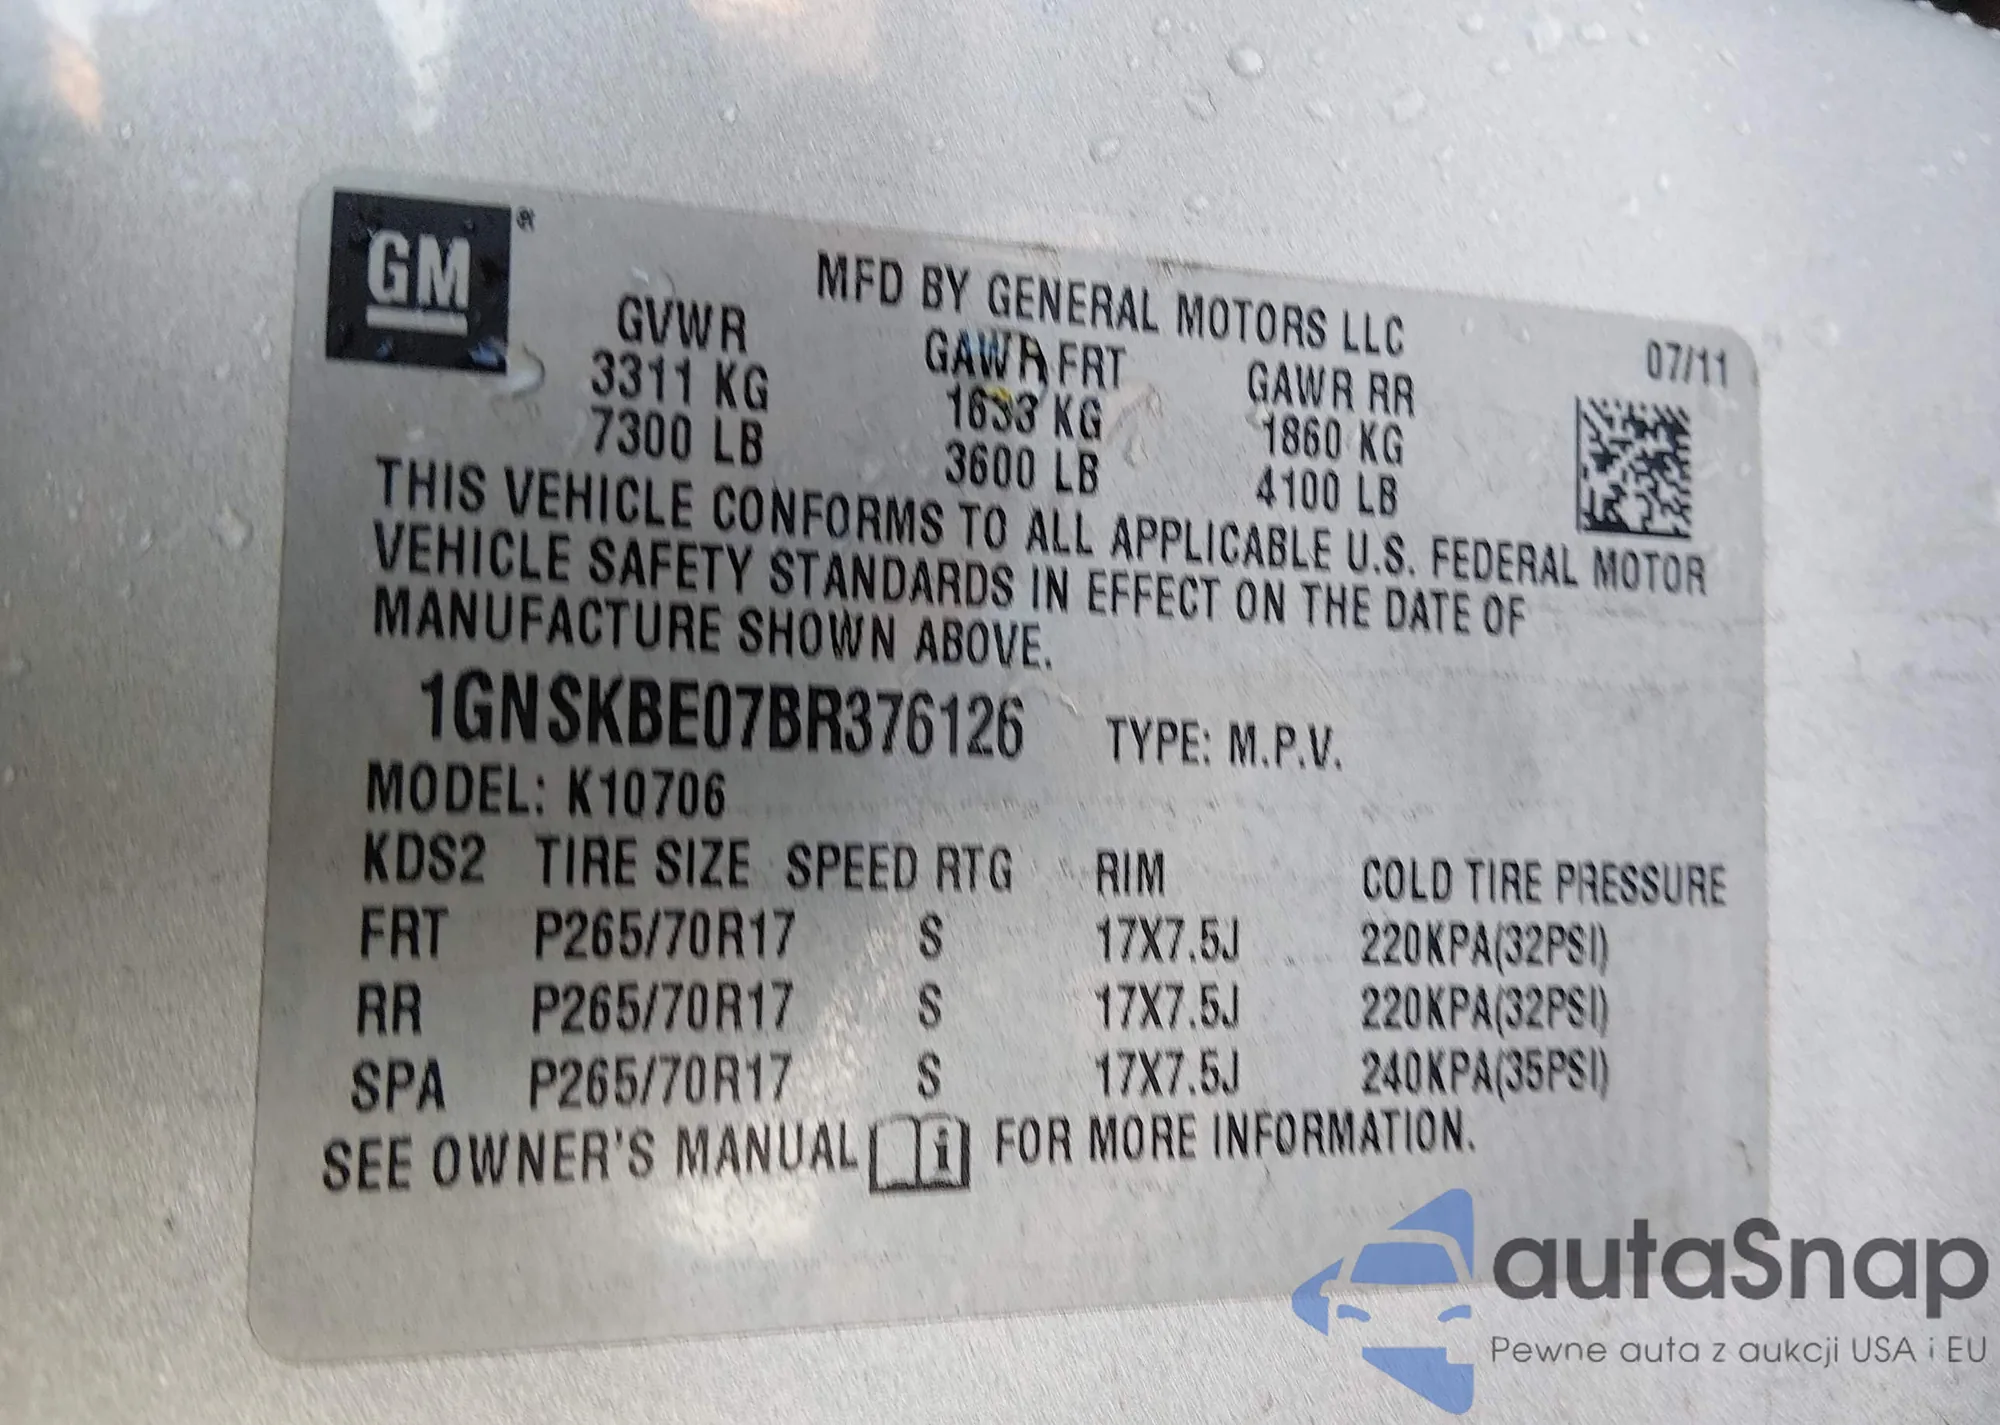 GM
MFD BY GENERAL MOTORS LLC
07/11
GVWR GAWR FRT GAWR RR
3311 KG 1633 KG 1860 KG
7300 LB 3600 LB 4100 LB
THIS VEHICLE CONFORMS TO ALL APPLICABLE U.S. FEDERAL MOTOR
VEHICLE SAFETY STANDARDS IN EFFECT ON THE DATE OF
MANUFACTURE SHOWN ABOVE.
1GNSKBE07BR376126 TYPE: M.P.V.
MODEL: K10706
KDS2 TIRE SIZE SPEED RTG RIM COLD TIRE PRESSURE
FRT P265/70R17 S 17X7.5J 220KPA(32PSI)
RR P265/70R17 S 17X7.5J 220KPA(32PSI)
SPA P265/70R17 S 17X7.5J 240KPA(35PSI)
SEE OWNER'S MANUAL i FOR MORE INFORMATION.
autaSnap
Pewne auta z aukcji USA i EU